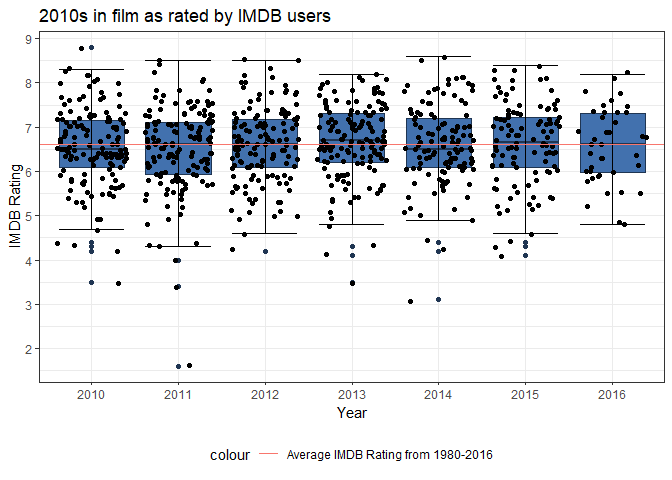 2010s in film as rated by IMDB users
IMDB Rating
9
8
7
6
5
4
3
2
2010 2011 2012 2013 2014 2015 2016
Year
colour Average IMDB Rating from 1980-2016